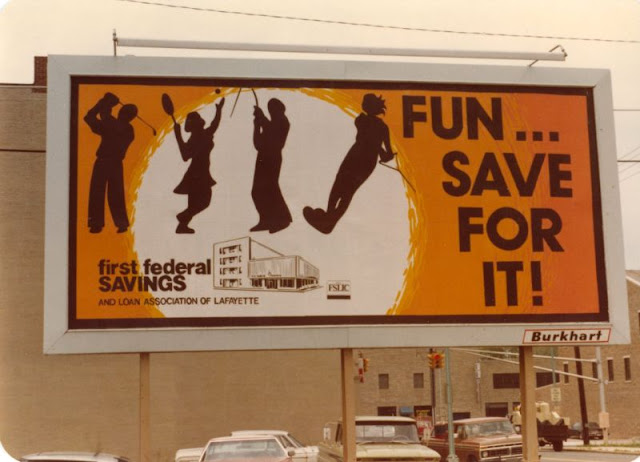 FUN...
SAVE
FOR
IT!
first federal
SAVINGS
AND LOAN ASSOCIATION OF LAFAYETTE
FSLIC
Burkhart